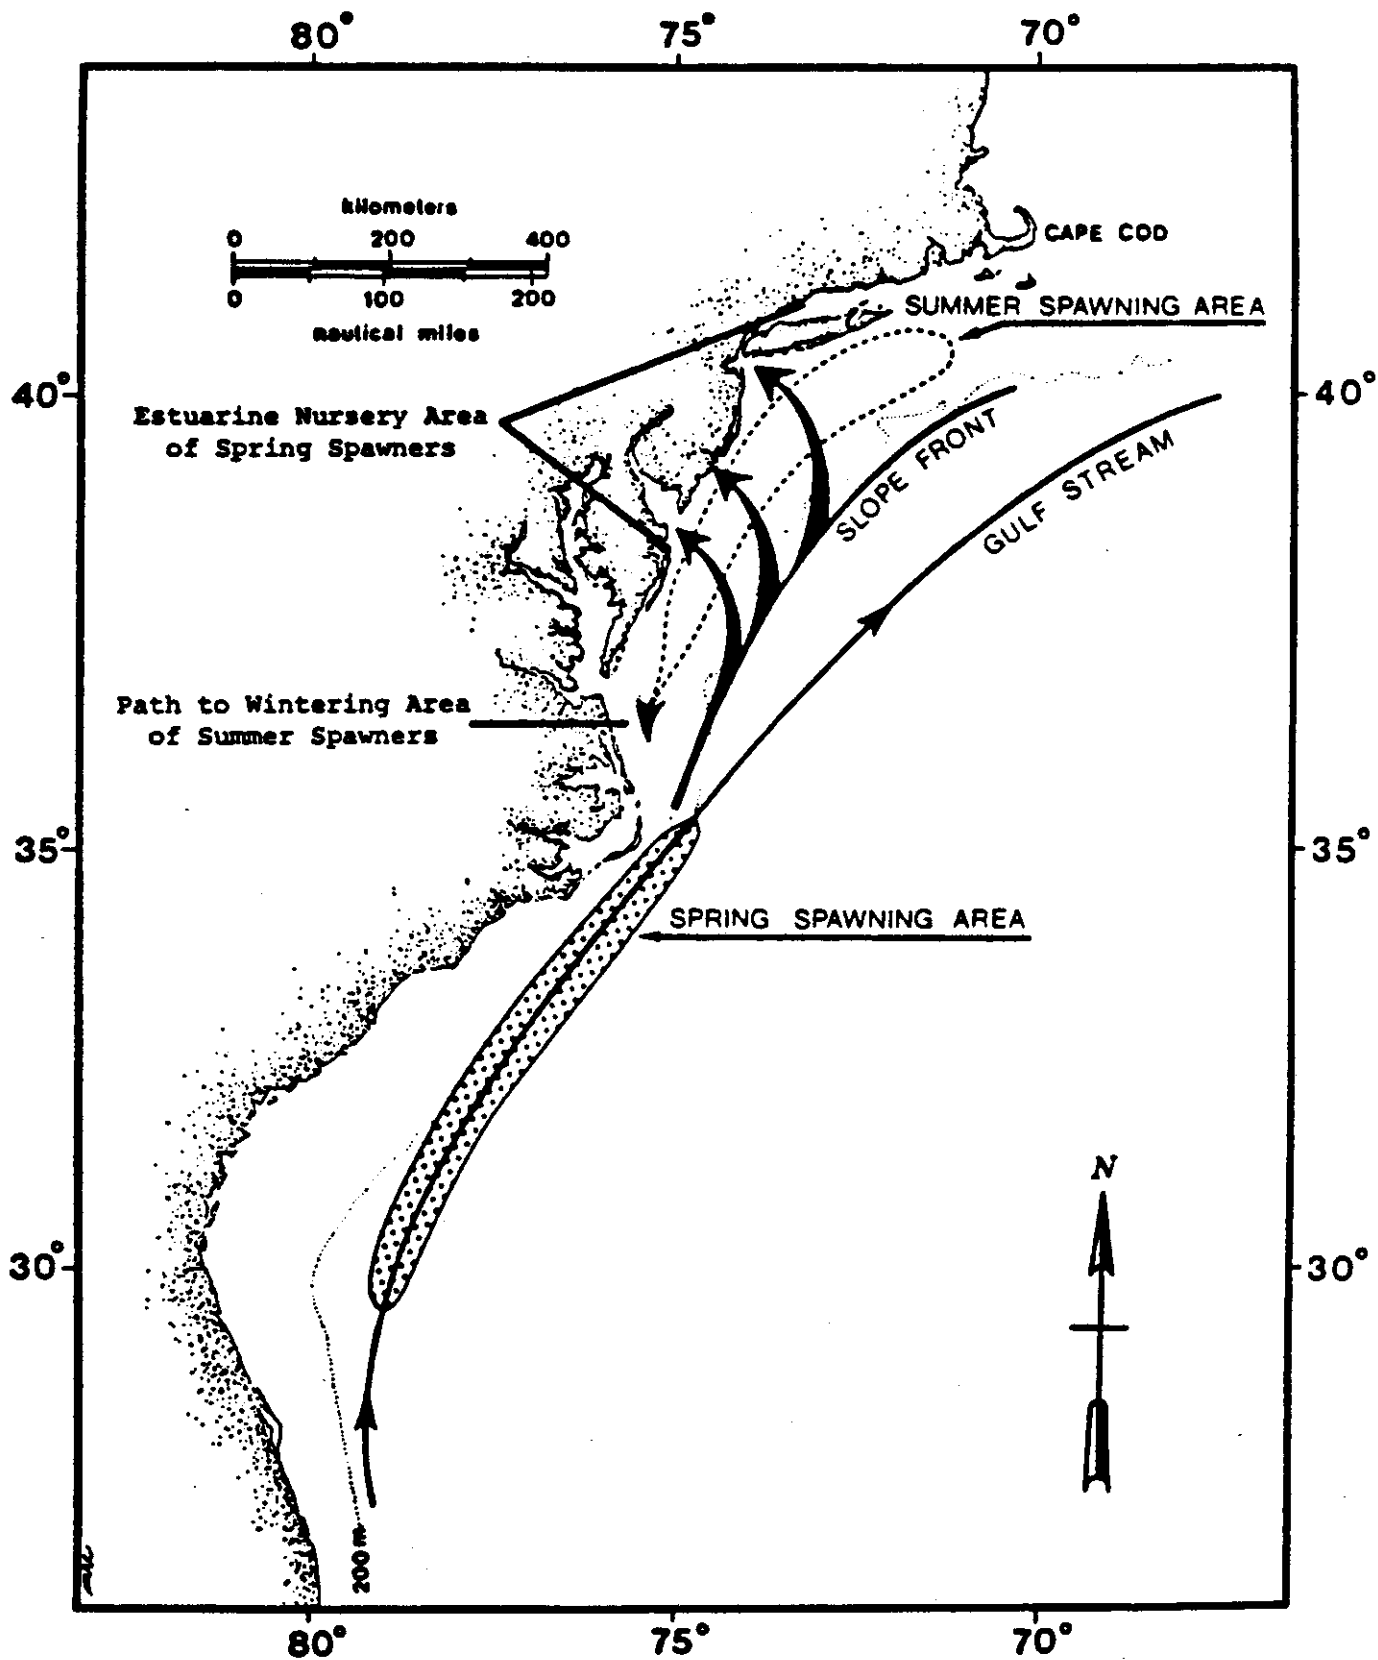 80° 75° 70°
kilometers
0 200 400
0 100 200
nautical miles
CAPE COD
SUMMER SPAWNING AREA
40° 40°
Estuarine Nursery Area
of Spring Spawners
SLOPE FRONT
GULF STREAM
Path to Wintering Area
of Summer Spawners
35° 35°
SPRING SPAWNING AREA
N
30° 30°
200 m
80° 75° 70°